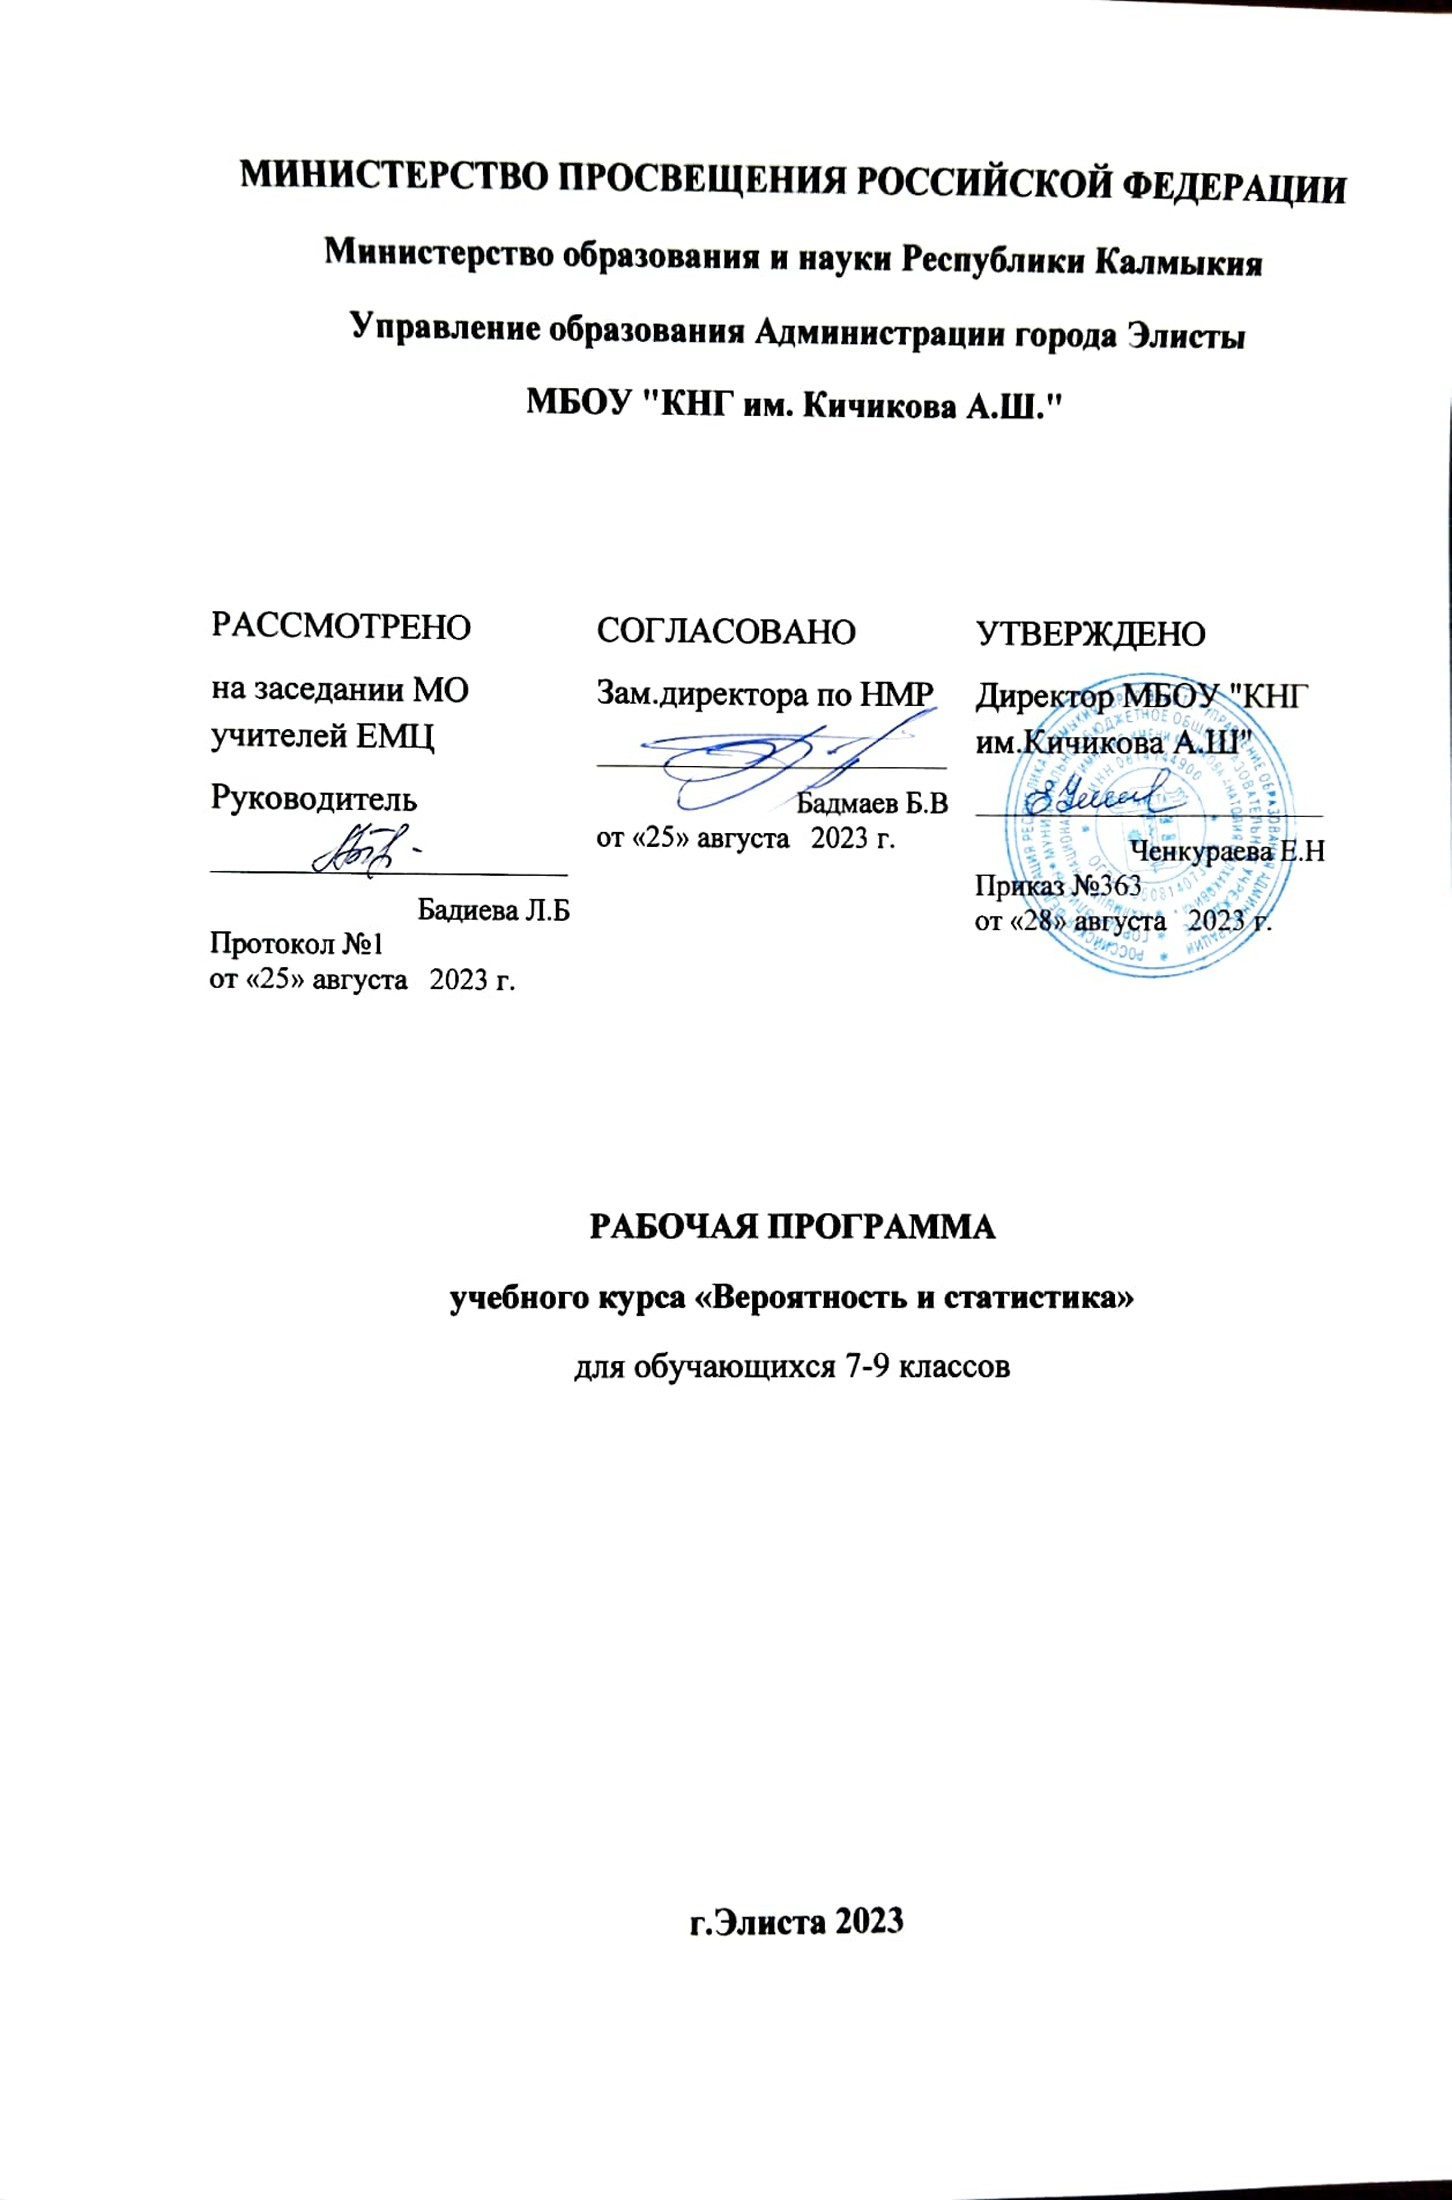 МИНИСТЕРСТВО ПРОСВЕЩЕНИЯ РОССИЙСКОЙ ФЕДЕРАЦИИ
Министерство образования и науки Республики Калмыкия
Управление образования Администрации города Элисты
МБОУ "КНГ им. Кичикова А.Ш."
РАССМОТРЕНО
на заседании МО
учителей ЕМЦ
Руководитель
Бадиева Л.Б
Протокол №1
от «25» августа 2023 г.
СОГЛАСОВАНО
Зам.директора по НМР
Бадмаев Б.В
от «25» августа 2023 г.
УТВЕРЖДЕНО
Директор МБОУ "КНГ
им.Кичикова А.Ш"
Ченкураева Е.Н
Приказ №363
от «28» августа 2023 г.
РАБОЧАЯ ПРОГРАММА
учебного курса «Вероятность и статистика»
для обучающихся 7-9 классов
г.Элиста 2023